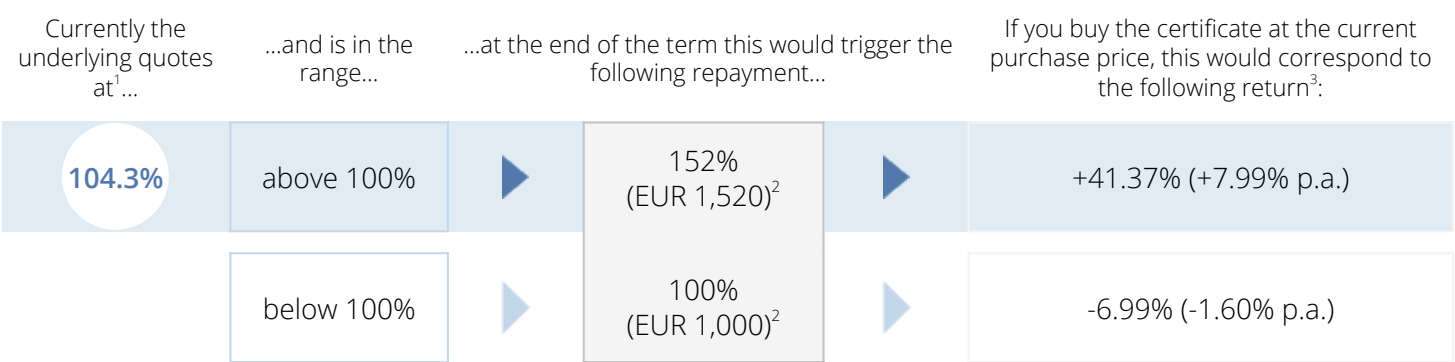 Currently the
underlying quotes
at¹...
...and is in the
range...
...at the end of the term this would trigger the
following repayment...
If you buy the certificate at the current
purchase price, this would correspond to
the following return³:
104.3%
above 100%
152%
(EUR 1,520)²
+41.37% (+7.99% p.a.)
below 100%
100%
(EUR 1,000)²
-6.99% (-1.60% p.a.)